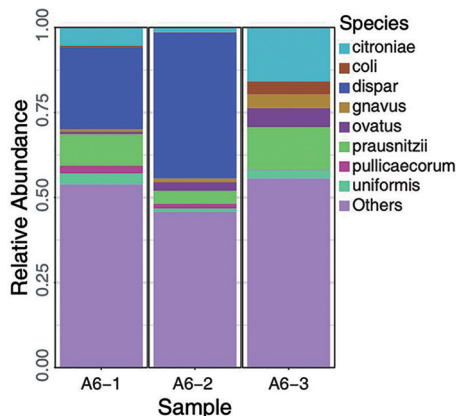 Relative Abundance
1.00
0.75
0.50
0.25
0.00
A6-1
A6-2
A6-3
Sample
Species
citroniae
coli
dispar
gnavus
ovatus
prausnitzii
pullicaecorum
uniformis
Others